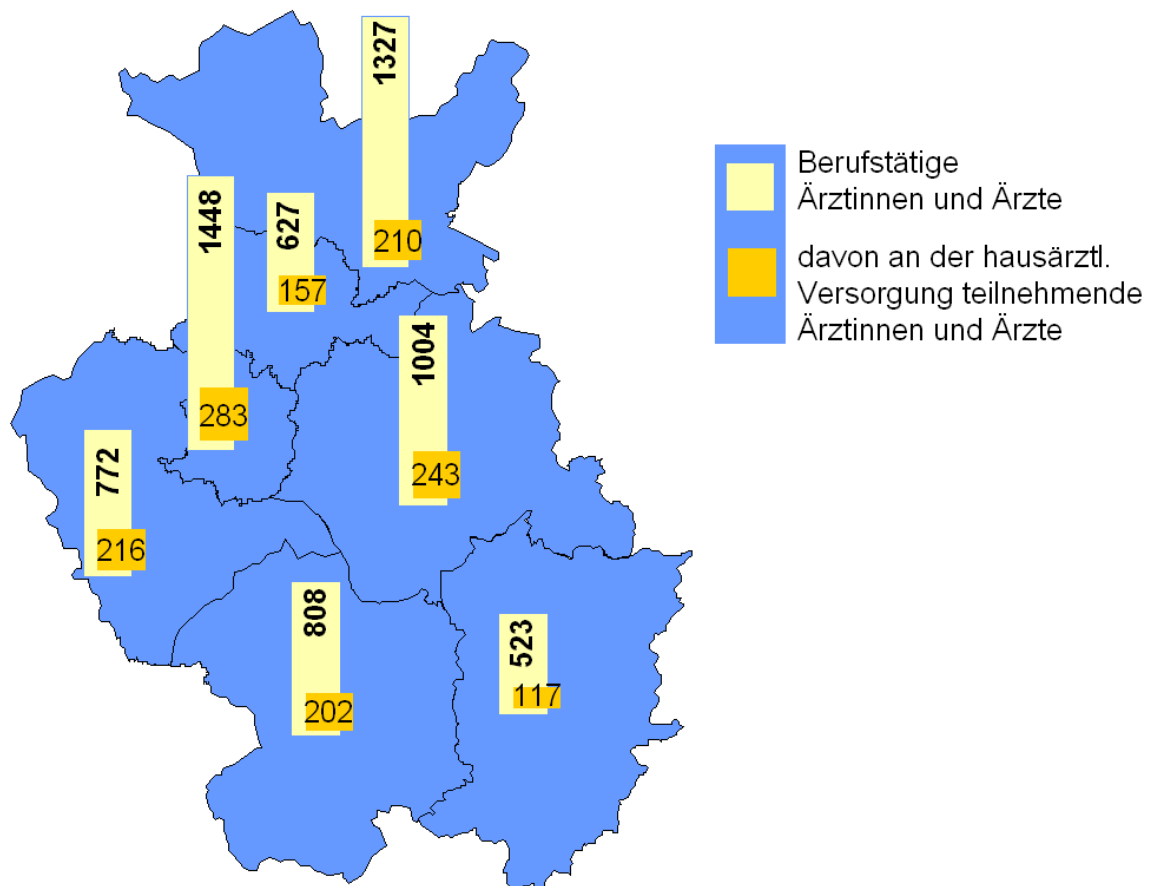 1327
210
1448
627
157
1004
283
243
772
216
808
202
523
117
Berufstätige
Ärztinnen und Ärzte
davon an der hausärztl.
Versorgung teilnehmende
Ärztinnen und Ärzte